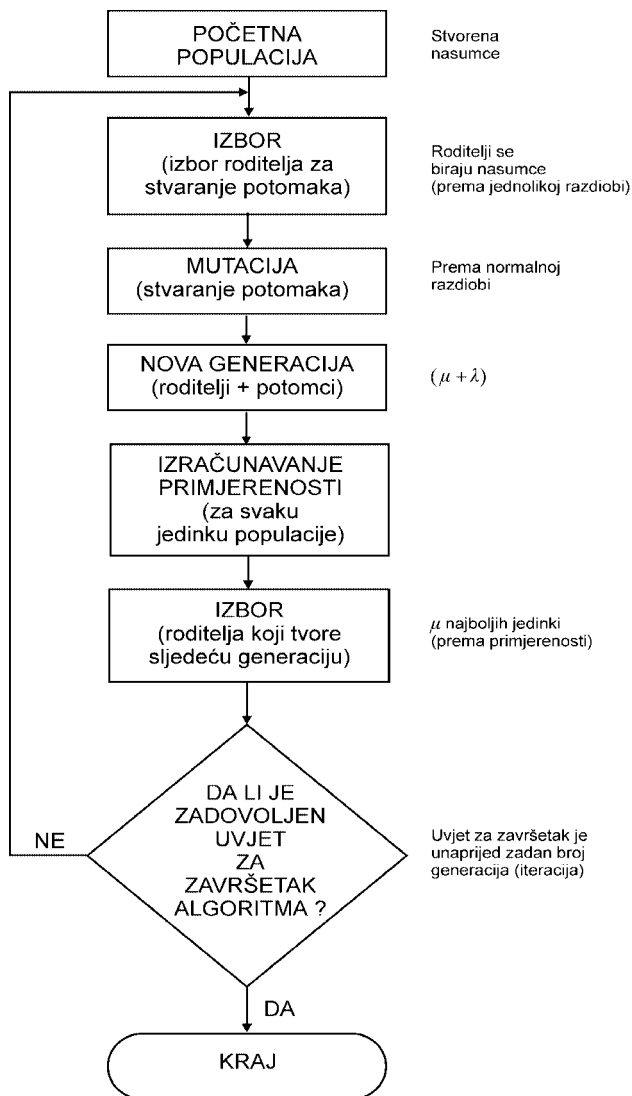 POČETNA
POPULACIJA
Stvorena
nasumce
IZBOR
(izbor roditelja za
stvaranje potomaka)
Roditelji se
biraju nasumce
(prema jednolikoj razdiobi)
MUTACIJA
(stvaranje potomaka)
Prema normalnoj
razdiobi
NOVA GENERACIJA
(roditelji + potomci)
(μ + λ)
IZRAČUNAVANJE
PRIMJERENOSTI
(za svaku
jedinku populacije)
IZBOR
(roditelja koji tvore
sljedeću generaciju)
μ najboljih jedinki
(prema primjerenosti)
DA LI JE
ZADOVOLJEN
UVJET
ZA
ZAVRŠETAK
ALGORITMA ?
NE
Uvjet za završetak je
unaprijed zadan broj
generacija (iteracija)
DA
KRAJ